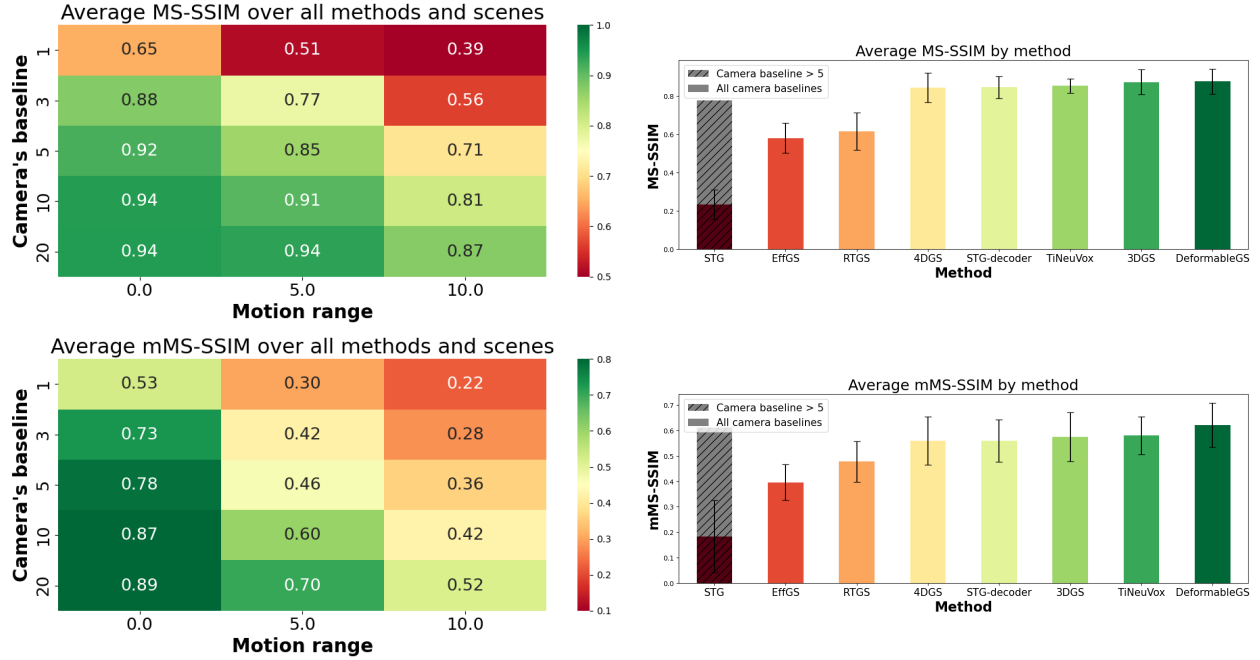 Average MS-SSIM over all methods and scenes
Camera's baseline
1 0.65 0.51 0.39
3 0.88 0.77 0.56
5 0.92 0.85 0.71
10 0.94 0.91 0.81
20 0.94 0.94 0.87
0.0 5.0 10.0
Motion range
1.0
0.9
0.8
0.7
0.6
0.5
Average MS-SSIM by method
Camera baseline > 5
All camera baselines
MS-SSIM
0.8
0.6
0.4
0.2
0.0
STG EffGS RTGS 4DGS STG-decoder TiNeuVox 3DGS DeformableGS
Method
Average mMS-SSIM over all methods and scenes
Camera's baseline
1 0.53 0.30 0.22
3 0.73 0.42 0.28
5 0.78 0.46 0.36
10 0.87 0.60 0.42
20 0.89 0.70 0.52
0.0 5.0 10.0
Motion range
0.8
0.7
0.6
0.5
0.4
0.3
0.2
0.1
Average mMS-SSIM by method
Camera baseline > 5
All camera baselines
mMS-SSIM
0.7
0.6
0.5
0.4
0.3
0.2
0.1
0.0
STG EffGS RTGS 4DGS STG-decoder 3DGS TiNeuVox DeformableGS
Method